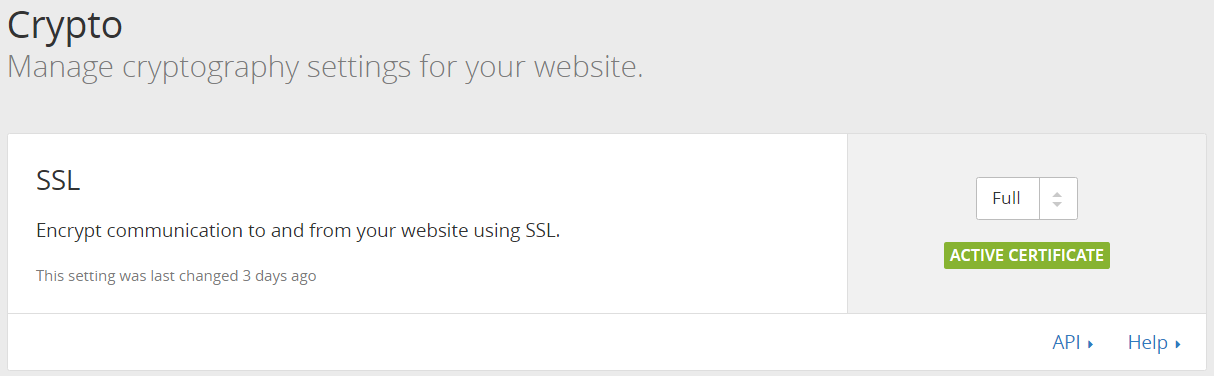 Crypto
Manage cryptography settings for your website.
SSL
Full
Encrypt communication to and from your website using SSL.
ACTIVE CERTIFICATE
This setting was last changed 3 days ago
API
Help